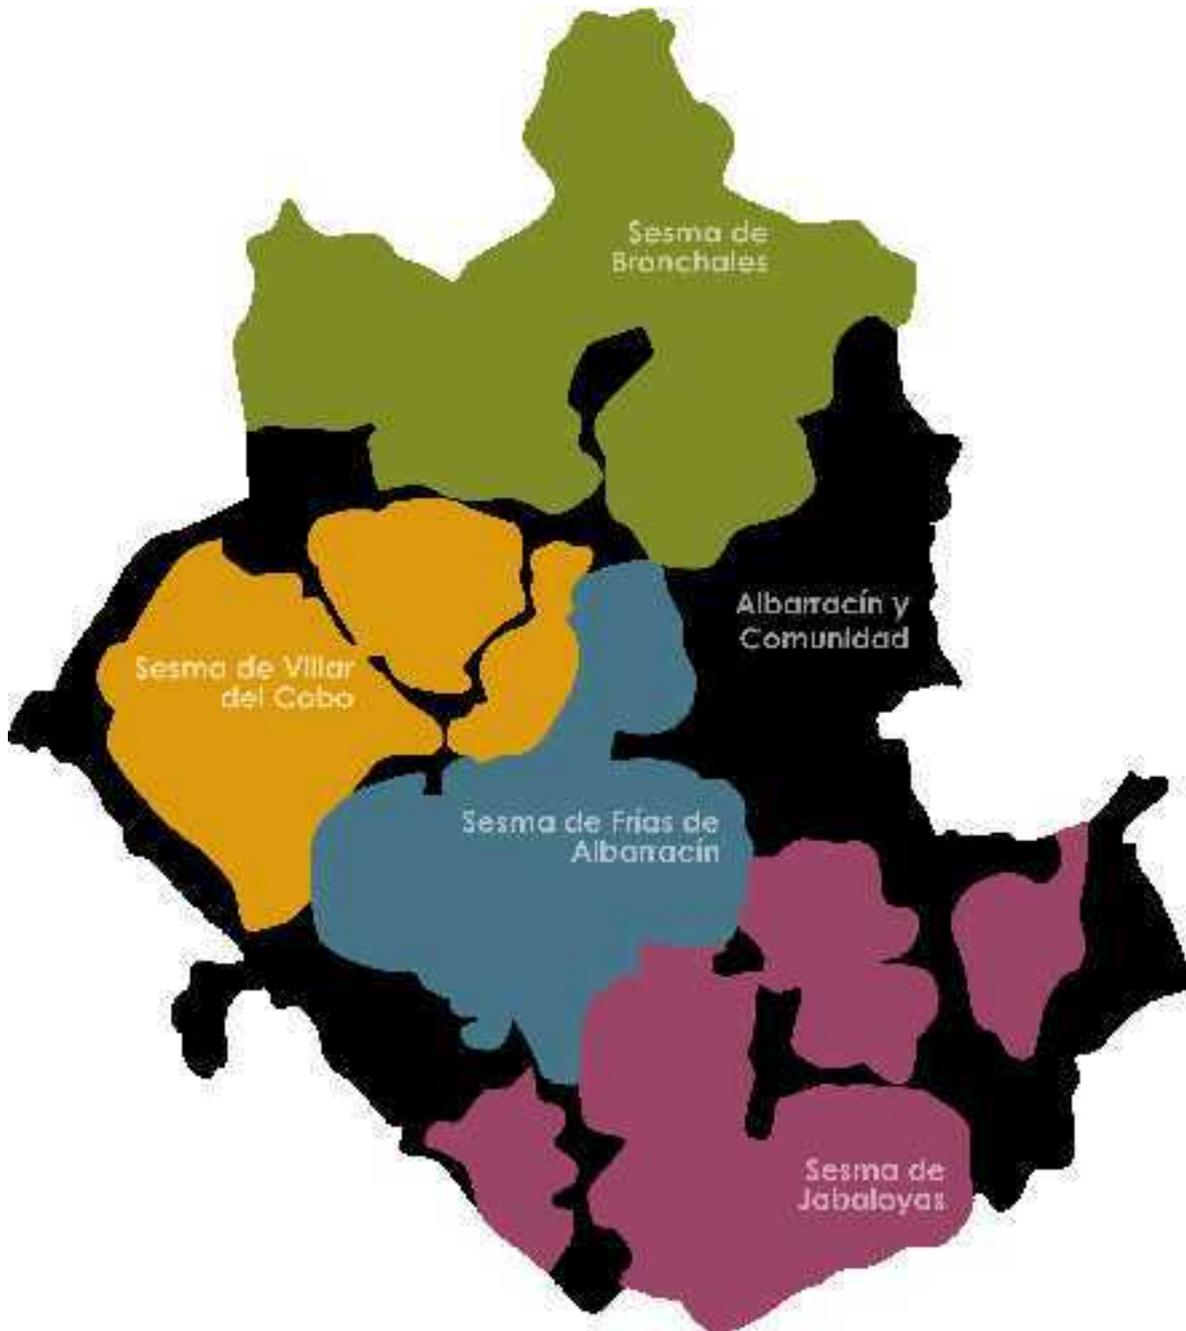 Sesma de
Bronchales
Albarracín y
Comunidad
Sesma de Villar
del Cobo
Sesma de Frías de
Albarracín
Sesma de
Jabaloyas